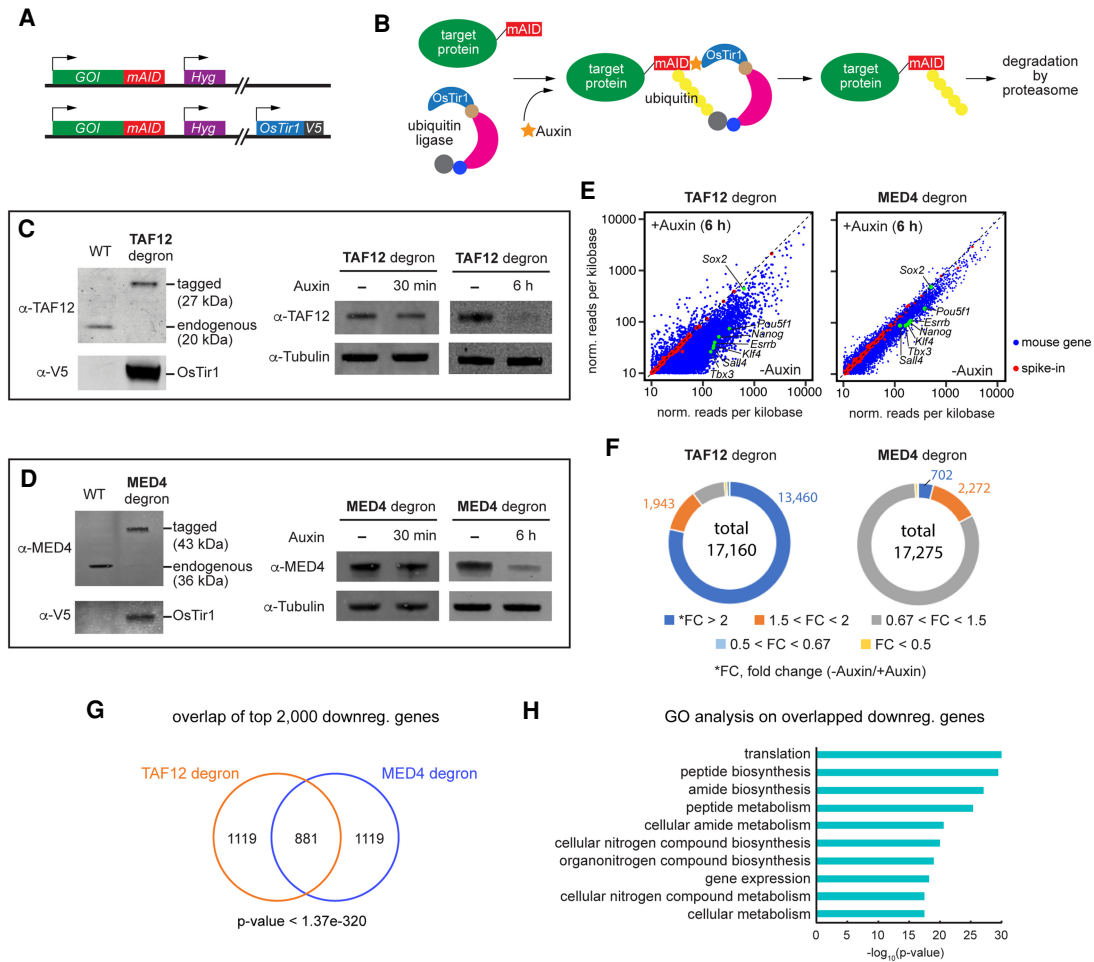 A
GOI mAID Hyg
GOI mAID Hyg OsTir1 V5
B
target
protein
mAID
OsTir1
ubiquitin
ligase
Auxin
target
protein
mAID
OsTir1
ubiquitin
target
protein
mAID
degradation
by
proteasome
C
WT
TAF12
degron
α-TAF12
tagged
(27 kDa)
endogenous
(20 kDa)
α-V5
OsTir1
TAF12 degron
TAF12 degron
Auxin – 30 min – 6 h
α-TAF12
α-Tubulin
D
WT
MED4
degron
α-MED4
tagged
(43 kDa)
endogenous
(36 kDa)
α-V5
OsTir1
MED4 degron
MED4 degron
Auxin – 30 min – 6 h
α-MED4
α-Tubulin
E
TAF12 degron
norm. reads per kilobase
10000
1000
100
10
+Auxin (6 h)
Sox2
Pou5f1
Nanog
Esrrb
Klf4
Sall4
Tbx3
-Auxin
10 100 1000 10000
norm. reads per kilobase
MED4 degron
+Auxin (6 h)
Sox2
Pou5f1
Esrrb
Nanog
Klf4
Tbx3
Sall4
-Auxin
10 100 1000 10000
norm. reads per kilobase
mouse gene
spike-in
F
TAF12 degron
1,943
13,460
total
17,160
MED4 degron
702
2,272
total
17,275
*FC > 2
1.5 < FC < 2
0.67 < FC < 1.5
0.5 < FC < 0.67
FC < 0.5
*FC, fold change (-Auxin/+Auxin)
G
overlap of top 2,000 downreg. genes
TAF12 degron
MED4 degron
1119 881 1119
p-value < 1.37e-320
H
GO analysis on overlapped downreg. genes
translation
peptide biosynthesis
amide biosynthesis
peptide metabolism
cellular amide metabolism
cellular nitrogen compound biosynthesis
organonitrogen compound biosynthesis
gene expression
cellular nitrogen compound metabolism
cellular metabolism
0 5 10 15 20 25 30
-log10(p-value)